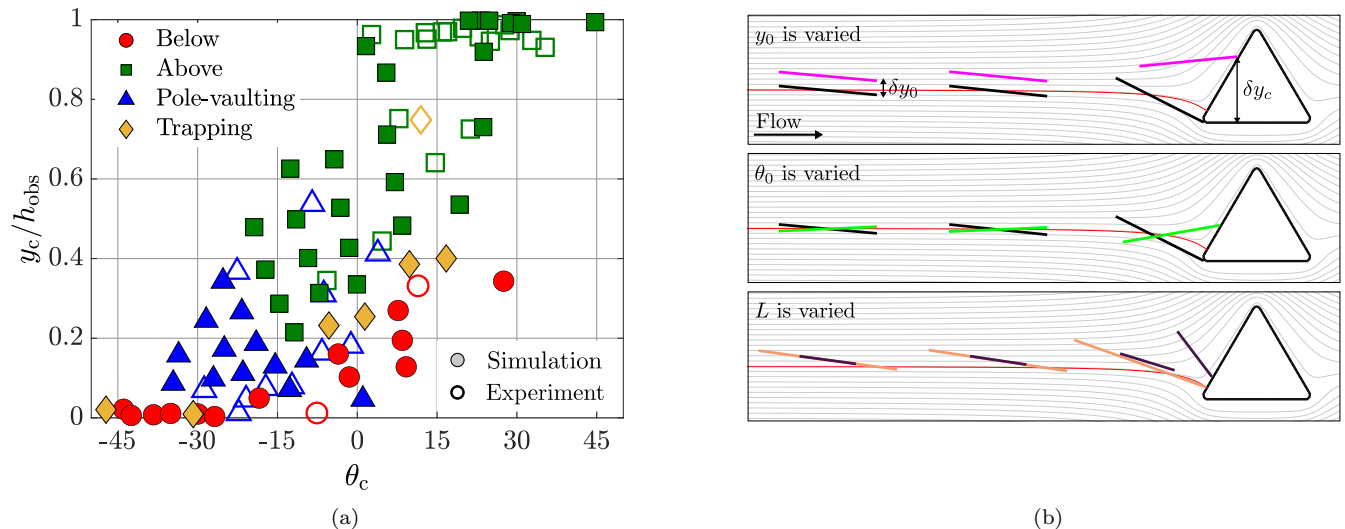 Below
Above
Pole-vaulting
Trapping
Simulation
Experiment
1
0.8
0.6
0.4
0.2
0
-45 -30 -15 0 15 30 45
y_c/h_obs
θ_c
(a)
y_0 is varied
δy_0
δy_c
Flow
θ_0 is varied
L is varied
(b)